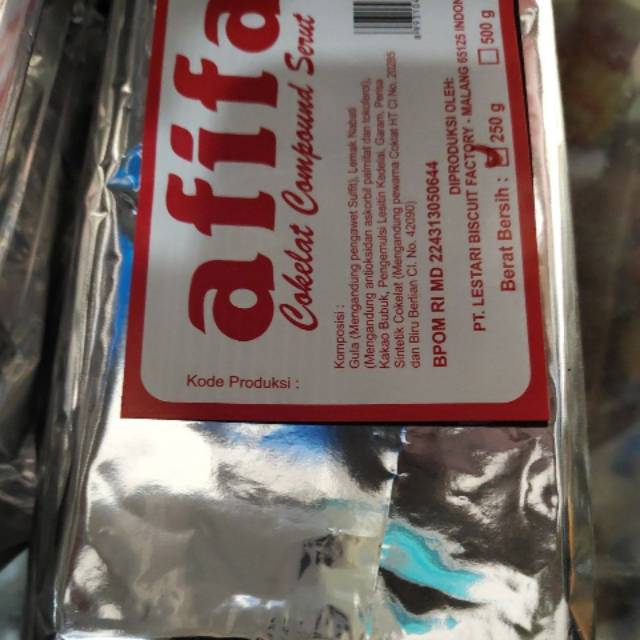 afifa
Cokelat Compound Serut
Komposisi :
Gula (Mengandung pengawet Sulfit), Lemak Nabati
(Mengandung antioksidan askorbil palmitat dan tokoferol),
Kakao Bubuk, Pengemulsi Lesitin Kedelai, Garam, Perisa
Sintetik Cokelat (Mengandung pewarna Cokelat HT CI No. 20285
dan Biru Berlian CI. No. 42090)
BPOM RI MD 224313050644
DIPRODUKSI OLEH:
PT. LESTARI BISCUIT FACTORY - MALANG 65125 INDON
Berat Bersih : 250 g 500 g
Kode Produksi :